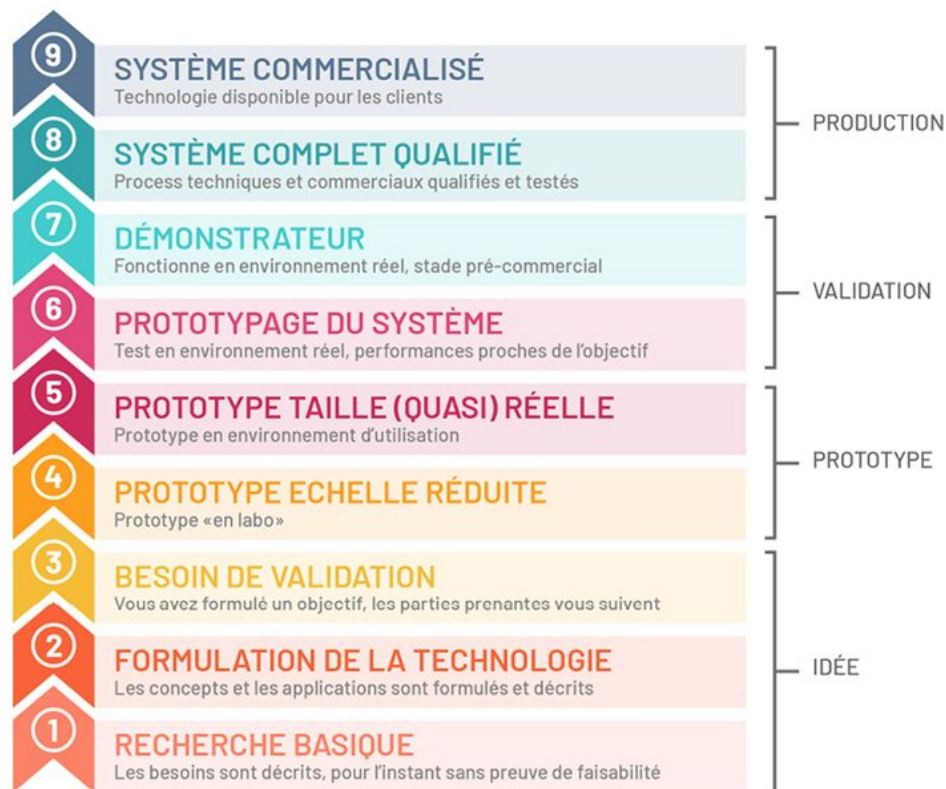 9
SYSTÈME COMMERCIALISÉ
Technologie disponible pour les clients
PRODUCTION
8
SYSTÈME COMPLET QUALIFIÉ
Process techniques et commerciaux qualifiés et testés
7
DÉMONSTRATEUR
Fonctionne en environnement réel, stade pré-commercial
VALIDATION
6
PROTOTYPAGE DU SYSTÈME
Test en environnement réel, performances proches de l'objectif
5
PROTOTYPE TAILLE (QUASI) RÉELLE
Prototype en environnement d'utilisation
PROTOTYPE
4
PROTOTYPE ECHELLE RÉDUITE
Prototype «en labo»
3
BESOIN DE VALIDATION
Vous avez formulé un objectif, les parties prenantes vous suivent
IDÉE
2
FORMULATION DE LA TECHNOLOGIE
Les concepts et les applications sont formulés et décrits
1
RECHERCHE BASIQUE
Les besoins sont décrits, pour l'instant sans preuve de faisabilité